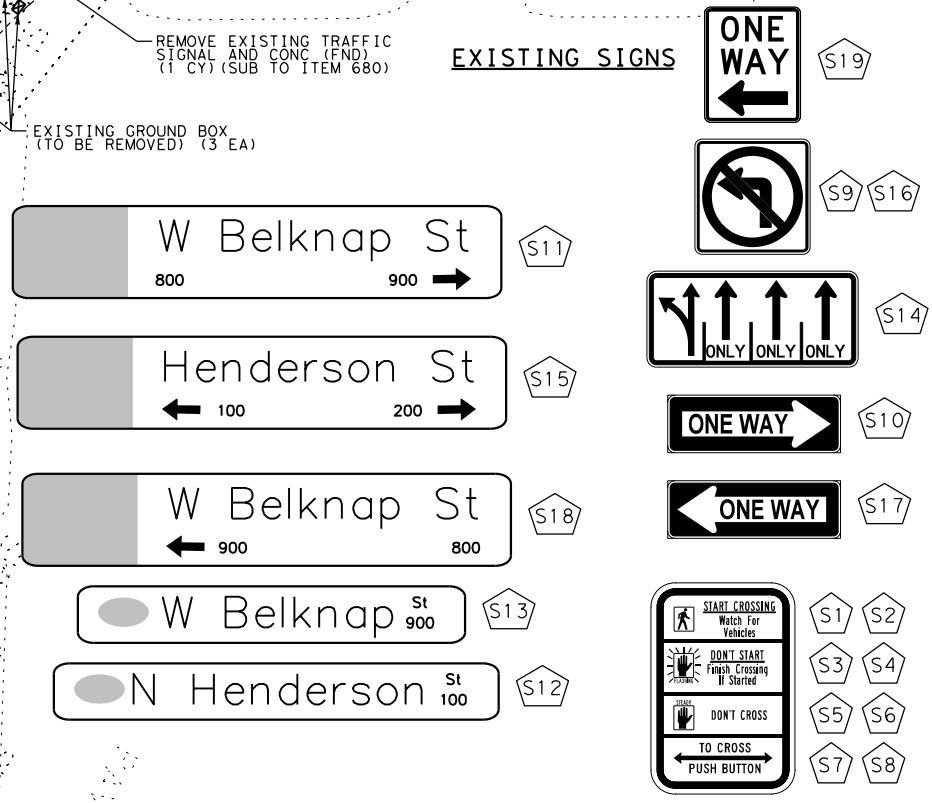 REMOVE EXISTING TRAFFIC
SIGNAL AND CONC (FND)
(1 CY)(SUB TO ITEM 680)
EXISTING GROUND BOX
(TO BE REMOVED) (3 EA)
EXISTING SIGNS
ONE
WAY
S19
S9 S16
W Belknap St
800 900
S11
ONLY ONLY ONLY
S14
Henderson St
100 200
S15
ONE WAY
S10
W Belknap St
900 800
S18
ONE WAY
S17
W Belknap St
900
S13
N Henderson St
100
S12
START CROSSING
Watch For
Vehicles
DON'T START
Finish Crossing
If Started
FLASHING
STEADY
DON'T CROSS
TO CROSS
PUSH BUTTON
S1 S2
S3 S4
S5 S6
S7 S8